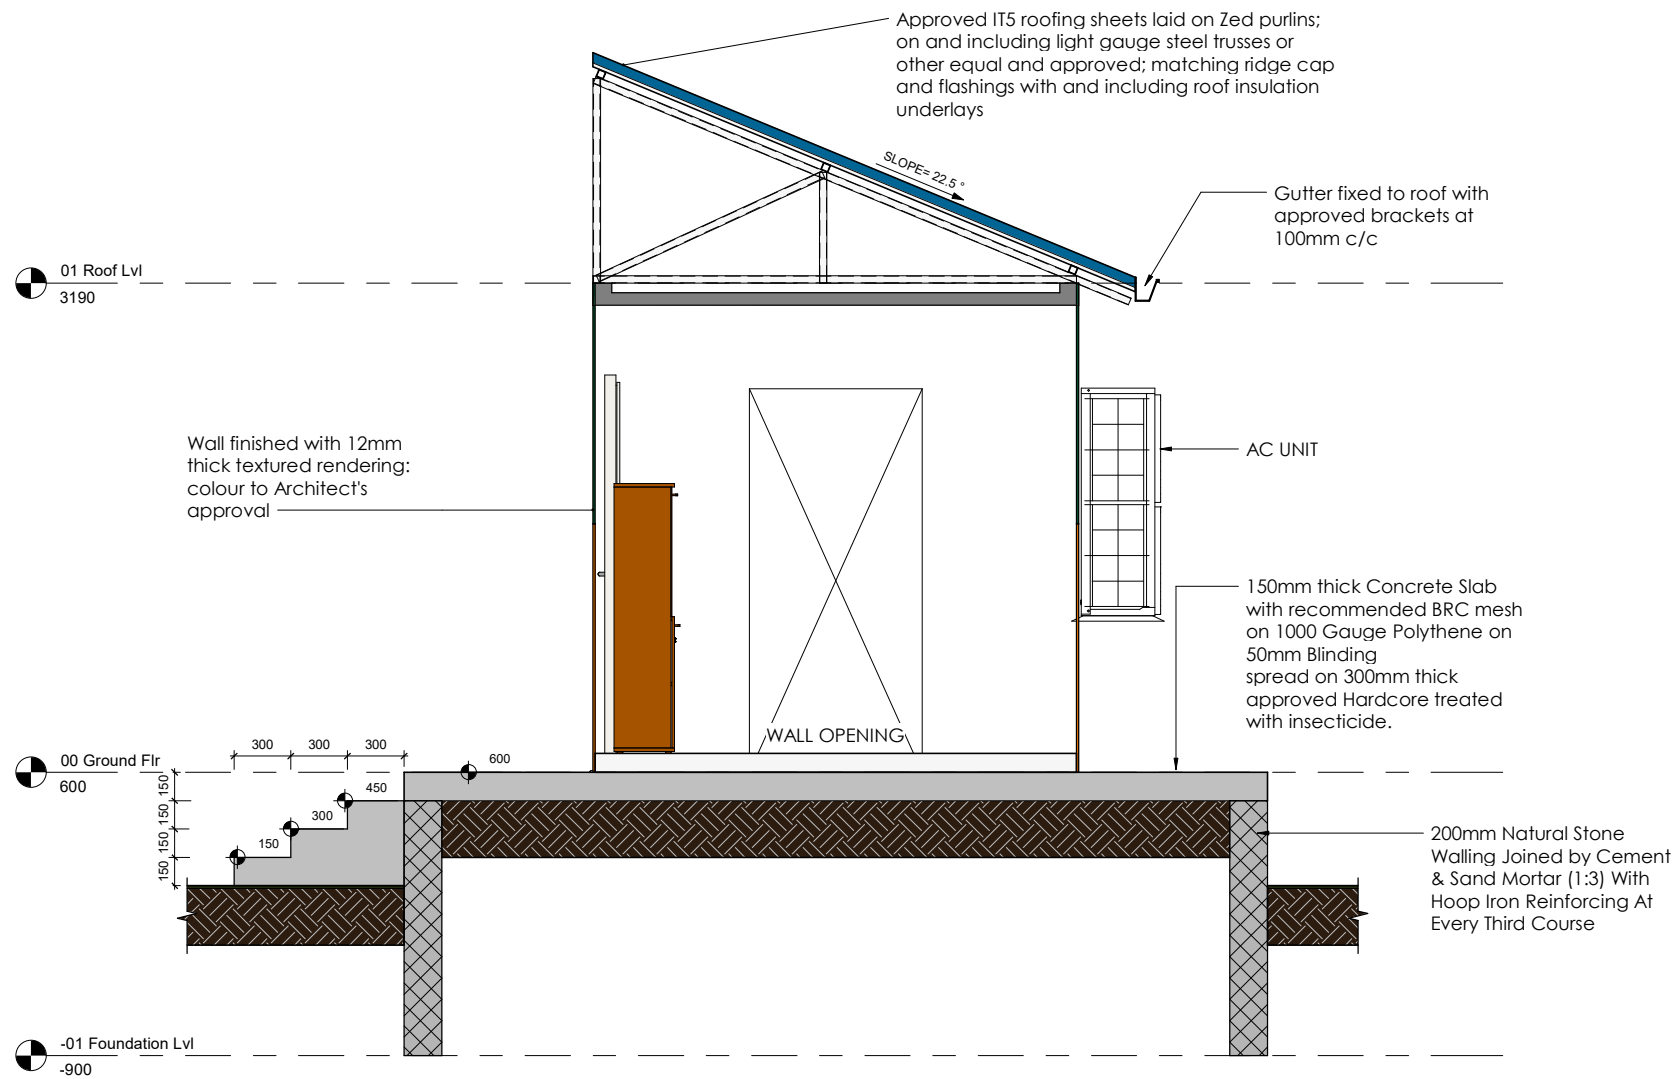 Approved IT5 roofing sheets laid on Zed purlins;
on and including light gauge steel trusses or
other equal and approved; matching ridge cap
and flashings with and including roof insulation
underlays
SLOPE= 22.5 °
Gutter fixed to roof with
approved brackets at
100mm c/c
01 Roof Lvl
3190
Wall finished with 12mm
thick textured rendering:
colour to Architect's
approval
AC UNIT
150mm thick Concrete Slab
with recommended BRC mesh
on 1000 Gauge Polythene on
50mm Blinding
spread on 300mm thick
approved Hardcore treated
with insecticide.
WALL OPENING
300
300
300
00 Ground Flr
600
600
150
150
150
150
450
300
150
200mm Natural Stone
Walling Joined by Cement
& Sand Mortar (1:3) With
Hoop Iron Reinforcing At
Every Third Course
-01 Foundation Lvl
-900